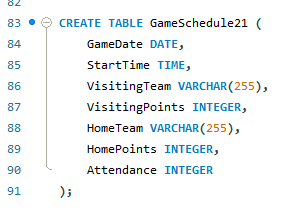 82
83 CREATE TABLE GameSchedule21 (
84 GameDate DATE,
85 StartTime TIME,
86 VisitingTeam VARCHAR(255),
87 VisitingPoints INTEGER,
88 HomeTeam VARCHAR(255),
89 HomePoints INTEGER,
90 Attendance INTEGER
91 );